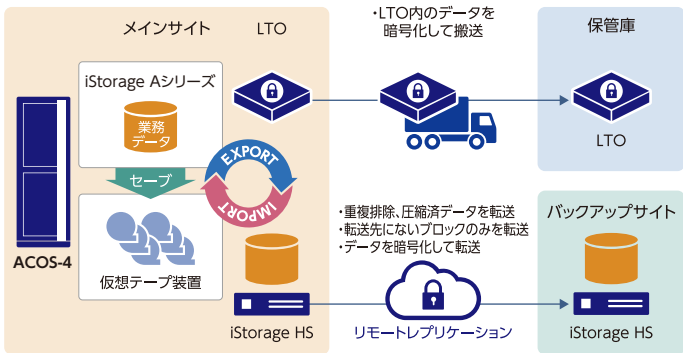 メインサイト
LTO
・LTO内のデータを
暗号化して搬送
保管庫
iStorage Aシリーズ
業務
データ
LTO
EXPORT
IMPORT
セーブ
ACOS-4
仮想テープ装置
・重複排除、圧縮済データを転送
・転送先にないブロックのみを転送
・データを暗号化して転送
バックアップサイト
iStorage HS
リモートレプリケーション
iStorage HS